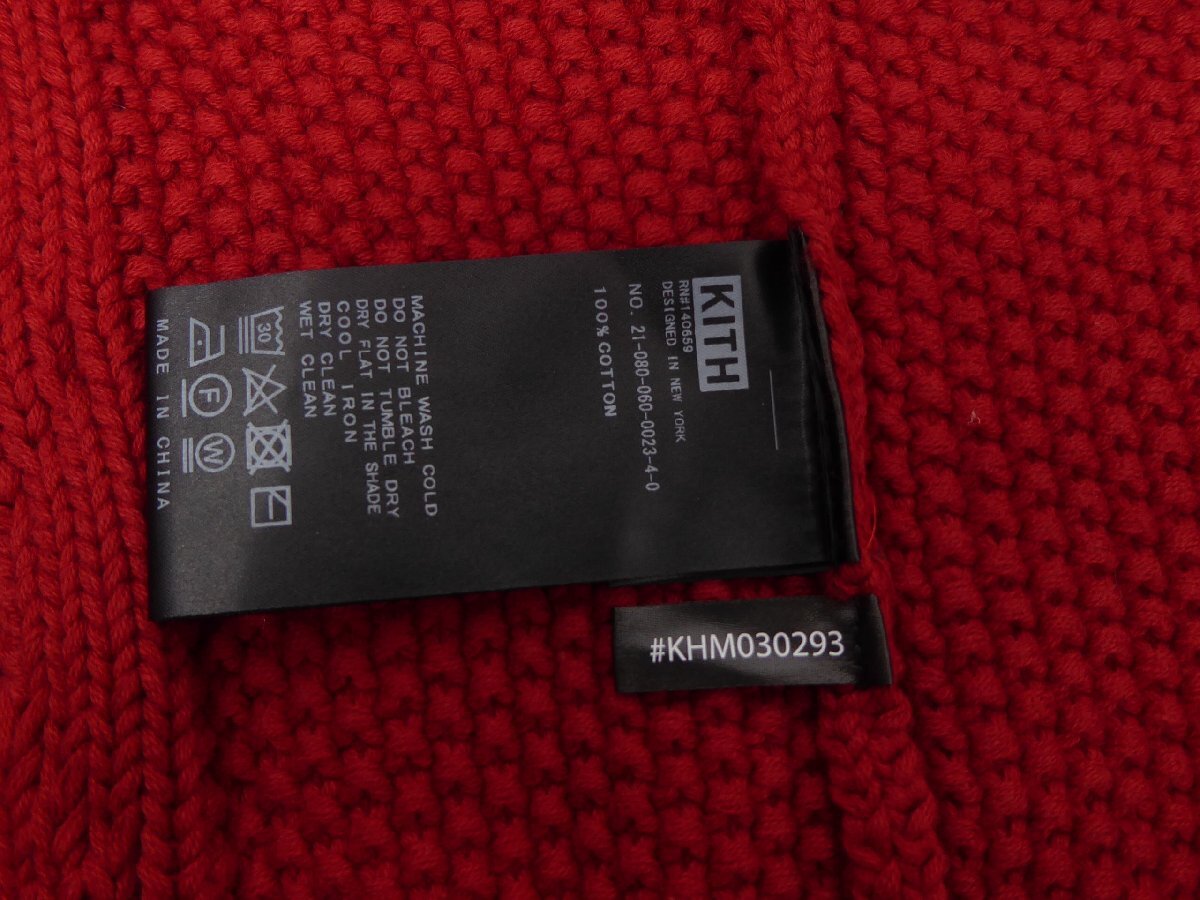 KITH
RN#140659
DESIGNED IN NEW YORK
NO. 21-080-060-0023-4-0
100% COTTON
MACHINE WASH COLD
DO NOT BLEACH
DO NOT TUMBLE DRY
DRY FLAT IN THE SHADE
COOL IRON
DRY CLEAN
WET CLEAN
30
F
W
MADE IN CHINA
#KHM030293